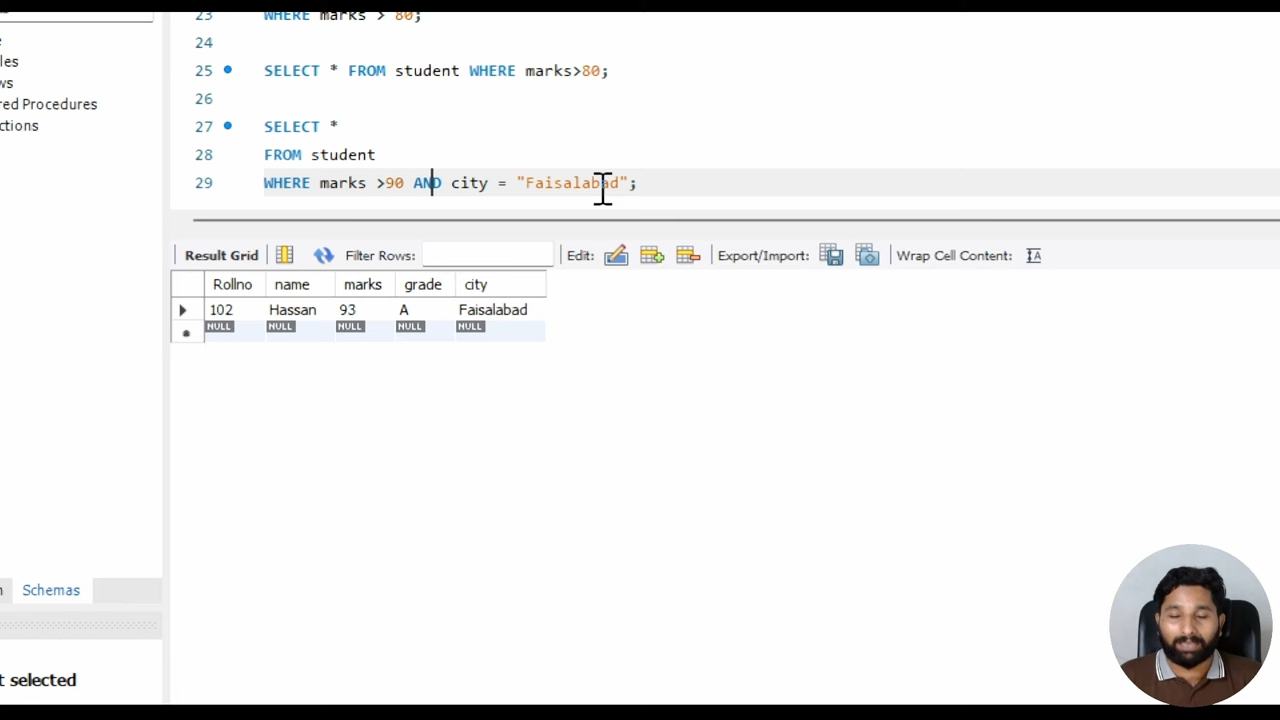 23 WHERE marks > 80;
les
24
ws
25 SELECT * FROM student WHERE marks>80;
red Procedures
26
ctions
27 SELECT *
28 FROM student
29 WHERE marks >90 AND city = "Faisalabad";
Result Grid Filter Rows: Edit: Export/Import: Wrap Cell Content:
Rollno name marks grade city
102 Hassan 93 A Faisalabad
NULL NULL NULL NULL NULL
Schemas
selected